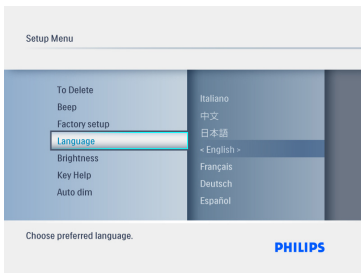 Setup Menu
To Delete
Beep
Factory setup
Language
Brightness
Key Help
Auto dim
Italiano
中文
日本語
< English >
Français
Deutsch
Español
Choose preferred language.
PHILIPS